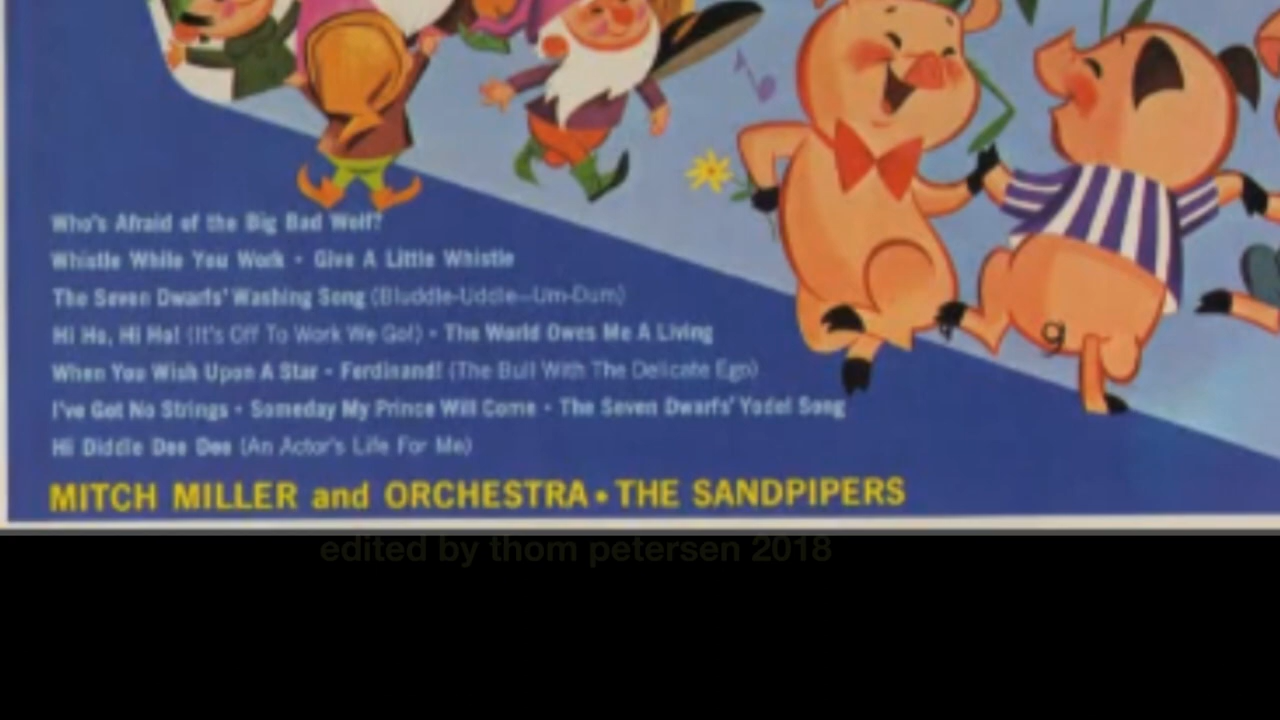 Who's Afraid of the Big Bad Wolf?
Whistle While You Work • Give A Little Whistle
The Seven Dwarfs' Washing Song (Bluddle-Uddle-Um-Dum)
Hi Ho, Hi Ho! (It's Off To Work We Go!) • The World Owes Me A Living
When You Wish Upon A Star • Ferdinand! (The Bull With The Delicate Ego)
I've Got No Strings • Someday My Prince Will Come • The Seven Dwarfs' Yodel Song
Hi Diddle Dee Dee (An Actor's Life For Me)
MITCH MILLER and ORCHESTRA • THE SANDPIPERS
edited by thom petersen 2018